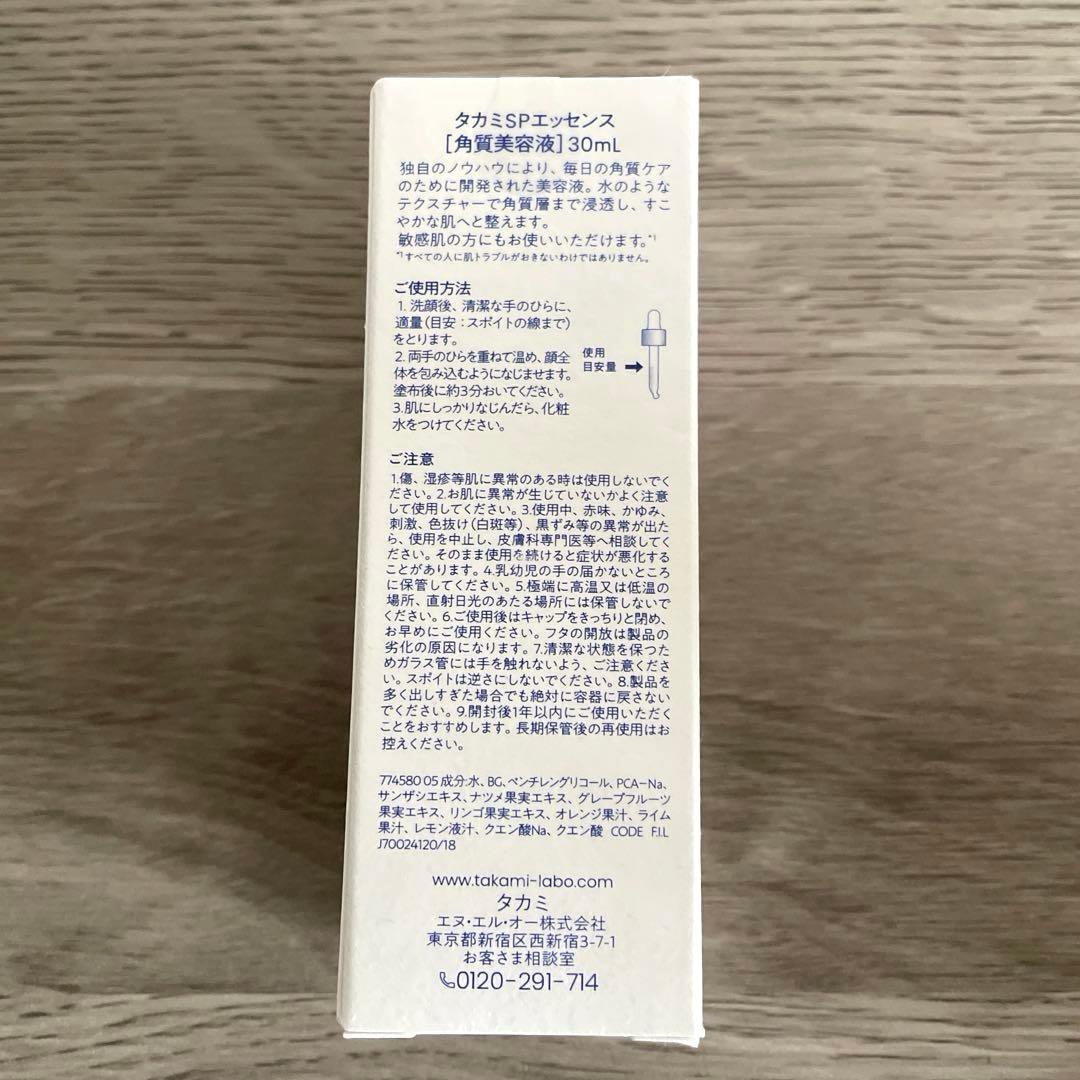 タカミSPエッセンス
[角質美容液] 30mL
独自のノウハウにより、毎日の角質ケア
のために開発された美容液。水のような
テクスチャーで角質層まで浸透し、すこ
やかな肌へと整えます。
敏感肌の方にもお使いいただけます。*1
*1すべての人に肌トラブルがおきないわけではありません。
ご使用方法
1. 洗顔後、清潔な手のひらに、
適量(目安:スポイトの線まで)
をとります。
2. 両手のひらを重ねて温め、顔全
体を包み込むようになじませます。
塗布後に約3分おいてください。
3.肌にしっかりなじんだら、化粧
水をつけてください。
使用
目安量
ご注意
1.傷、湿疹等肌に異常のある時は使用しないでく
ださい。2.お肌に異常が生じていないかよく注意
して使用してください。3.使用中、赤味、かゆみ、
刺激、色抜け(白斑等)、黒ずみ等の異常が出た
ら、使用を中止し、皮膚科専門医等へ相談してく
ださい。そのまま使用を続けると症状が悪化する
ことがあります。4.乳幼児の手の届かないところ
に保管してください。5.極端に高温又は低温の
場所、直射日光のあたる場所には保管しないで
ください。6.ご使用後はキャップをきっちりと閉め、
お早めにご使用ください。フタの開放は製品の
劣化の原因になります。7.清潔な状態を保つた
めガラス管には手を触れないよう、ご注意くださ
い。スポイトは逆さにしないでください。8.製品を
多く出しすぎた場合でも絶対に容器に戻さない
でください。9.開封後1年以内にご使用いただく
ことをおすすめします。長期保管後の再使用はお
控えください。
774580 05 成分:水、BG、ペンチレングリコール、PCA-Na、
サンザシエキス、ナツメ果実エキス、グレープフルーツ
果実エキス、リンゴ果実エキス、オレンジ果汁、ライム
果汁、レモン液汁、クエン酸Na、クエン酸 CODE F.I.L
J70024120/18
www.takami-labo.com
タカミ
エヌ・エル・オー株式会社
東京都新宿区西新宿3-7-1
お客さま相談室
0120-291-714